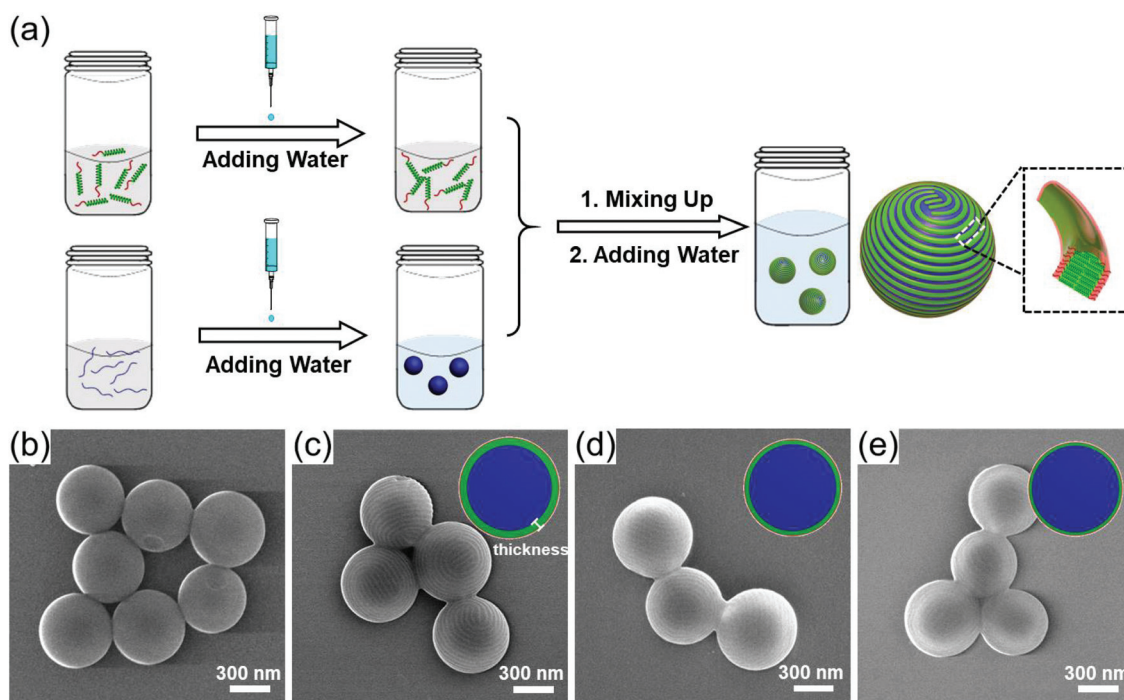 (a)
Adding Water
Adding Water
1. Mixing Up
2. Adding Water
(b)
(c)
(d)
(e)
thickness
300 nm
300 nm
300 nm
300 nm